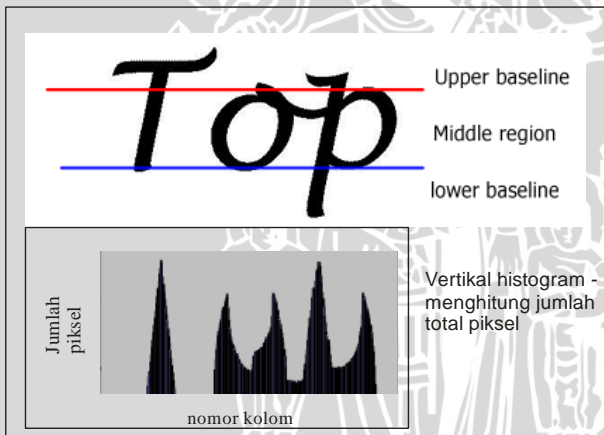 Top
Upper baseline
Middle region
lower baseline
Jumlah
piksel
nomor kolom
Vertikal histogram -
menghitung jumlah
total piksel